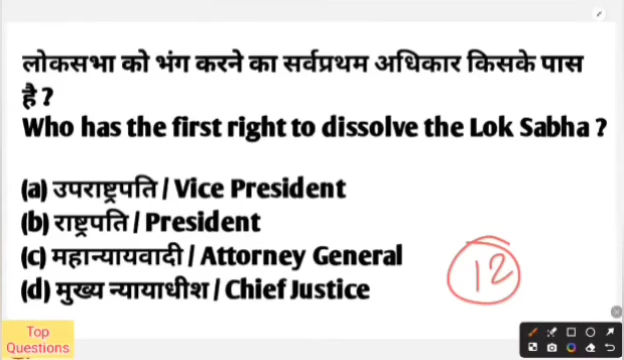 लोकसभा को भंग करने का सर्वप्रथम अधिकार किसके पास
है ?
Who has the first right to dissolve the Lok Sabha ?
(a) उपराष्ट्रपति / Vice President
(b) राष्ट्रपति / President
(c) महान्यायवादी / Attorney General
(d) मुख्य न्यायाधीश / Chief Justice
12
Top
Questions